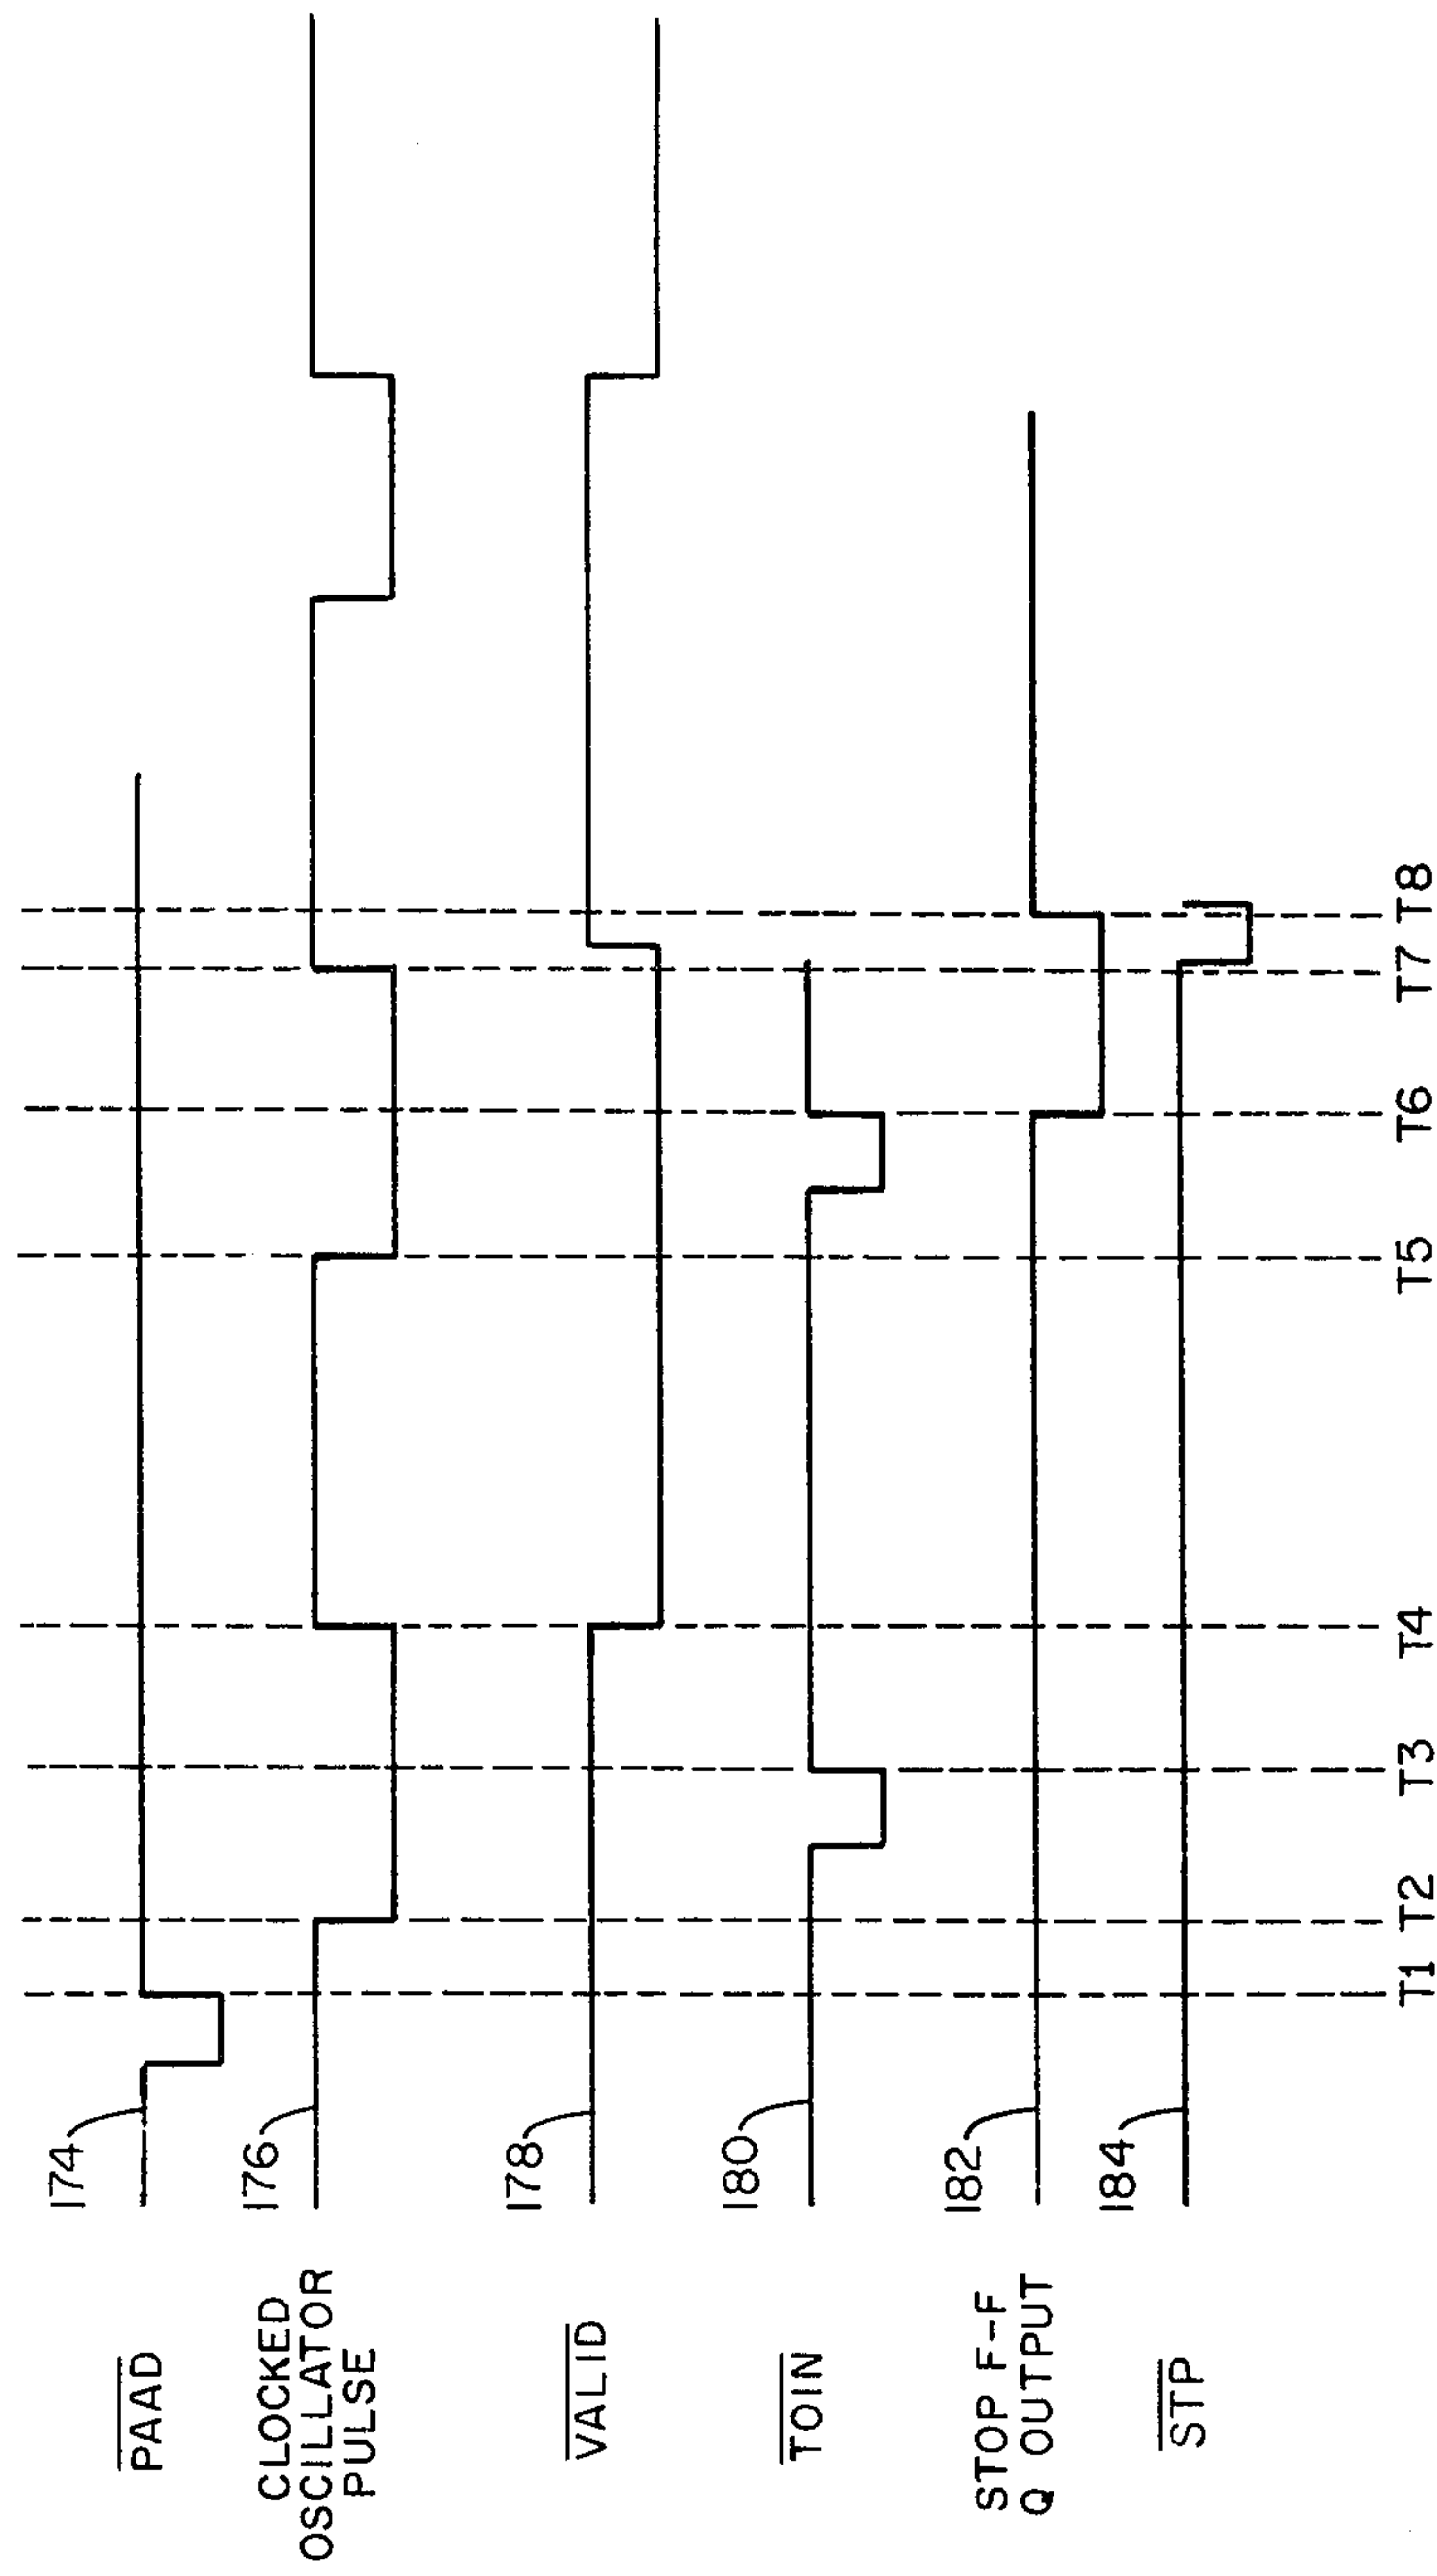 PAAD
174
CLOCKED
OSCILLATOR
PULSE
176
VALID
178
TOIN
180
STOP F-F
Q OUTPUT
182
STP
184
T1 T2 T3 T4 T5 T6 T7 T8